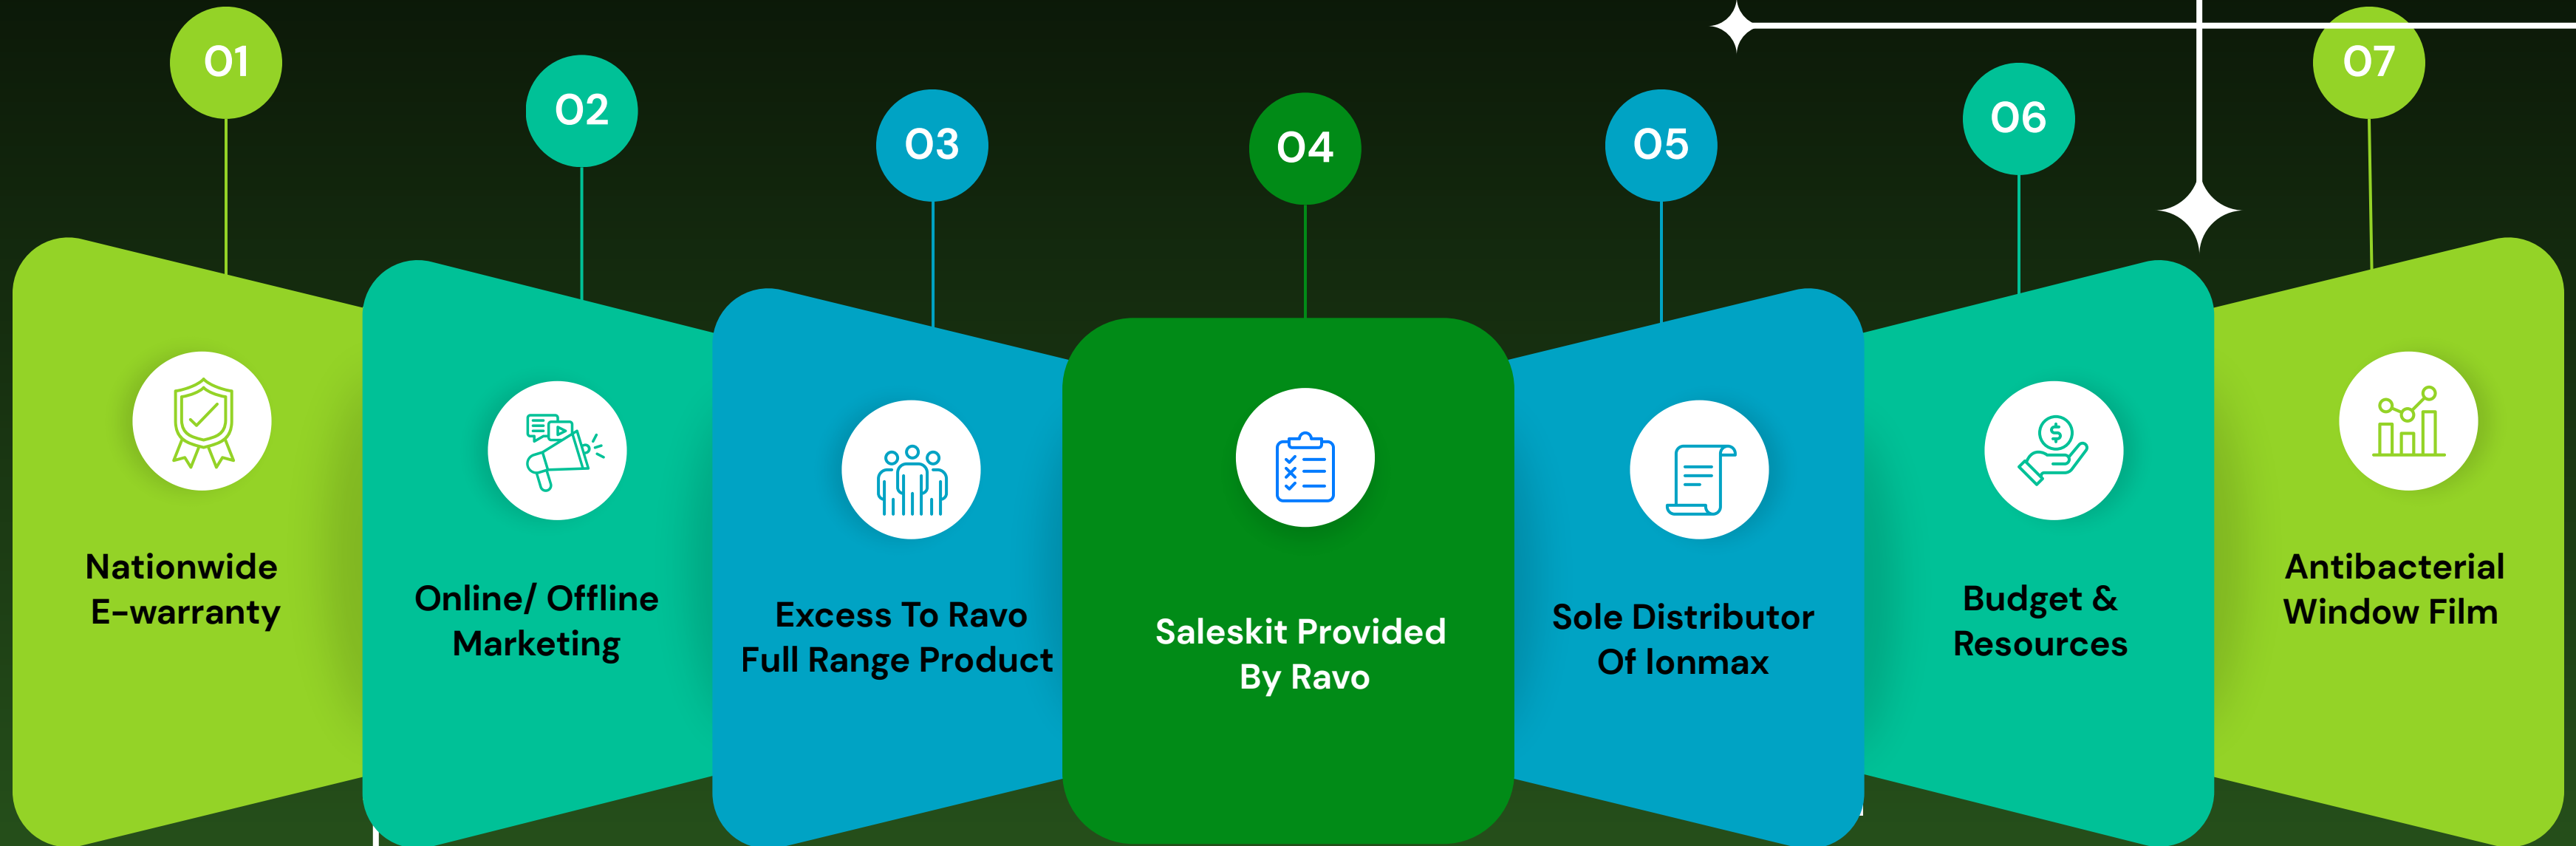 01
Nationwide
E-warranty
02
Online/ Offline
Marketing
03
Excess To Ravo
Full Range Product
04
Saleskit Provided
By Ravo
05
Sole Distributor
Of Ionmax
06
Budget &
Resources
07
Antibacterial
Window Film